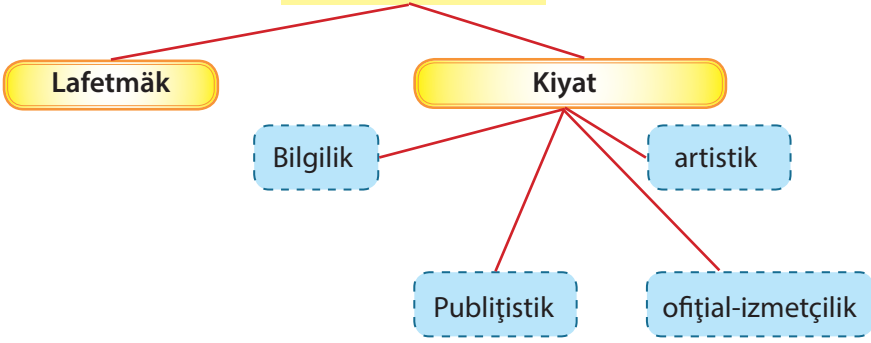 Lafetmäk
Kiyat
Bilgilik
artistik
Publiţistik
ofiţial-izmetçilik